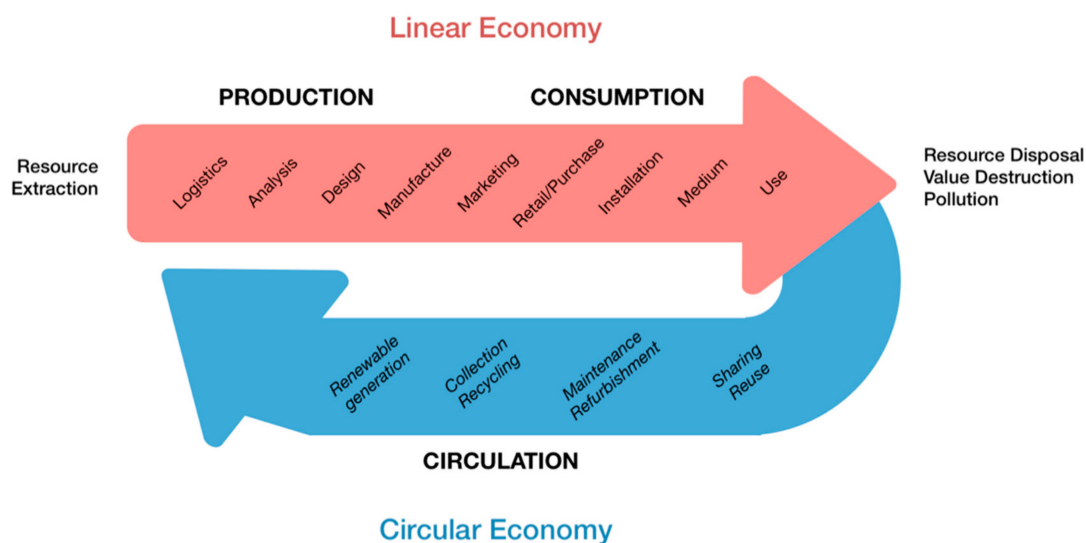 Linear Economy
PRODUCTION
CONSUMPTION
Resource
Extraction
Logistics
Analysis
Design
Manufacture
Marketing
Retail/Purchase
Installation
Medium
Use
Resource Disposal
Value Destruction
Pollution
Renewable
generation
Collection
Recycling
Maintenance
Refurbishment
Sharing
Reuse
CIRCULATION
Circular Economy